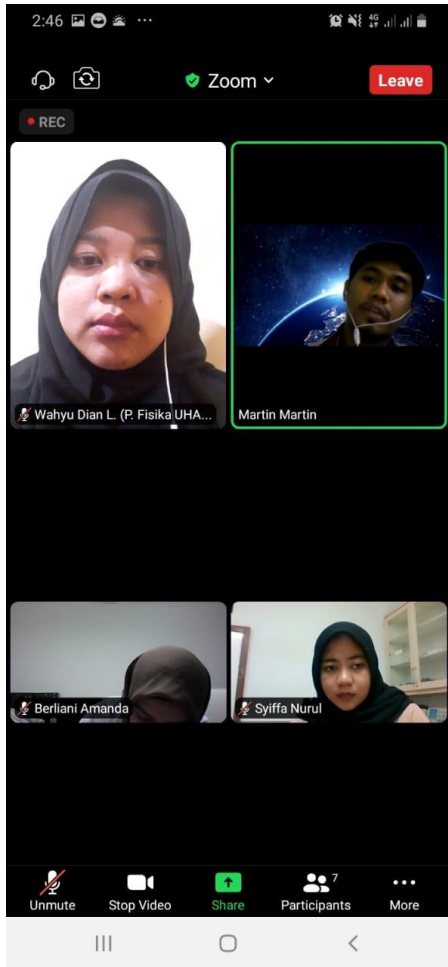 2:46
4G
Zoom
Leave
REC
Wahyu Dian L. (P. Fisika UHA...
Martin Martin
Berliani Amanda
Syiffa Nurul
Unmute
Stop Video
Share
Participants
7
More